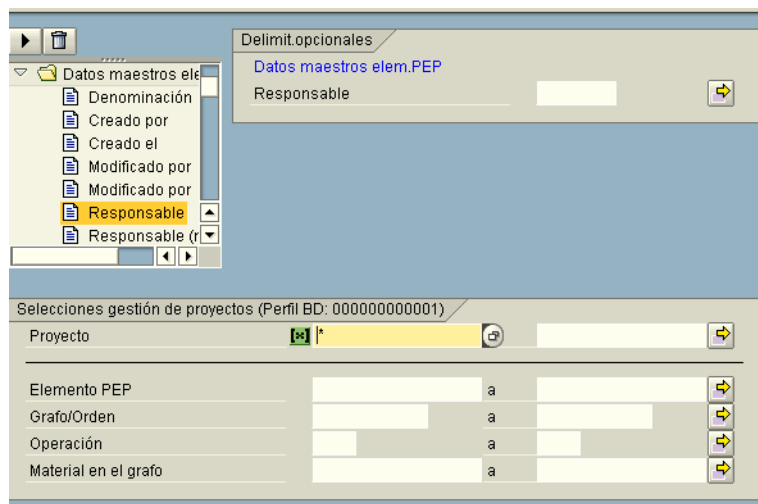 Delimit.opcionales
Datos maestros elem.PEP
Responsable
Datos maestros ele
Denominación
Creado por
Creado el
Modificado por
Modificado por
Responsable
Responsable (r
Selecciones gestión de proyectos (Perfil BD: 000000000001)
Proyecto *
Elemento PEP a
Grafo/Orden a
Operación a
Material en el grafo a